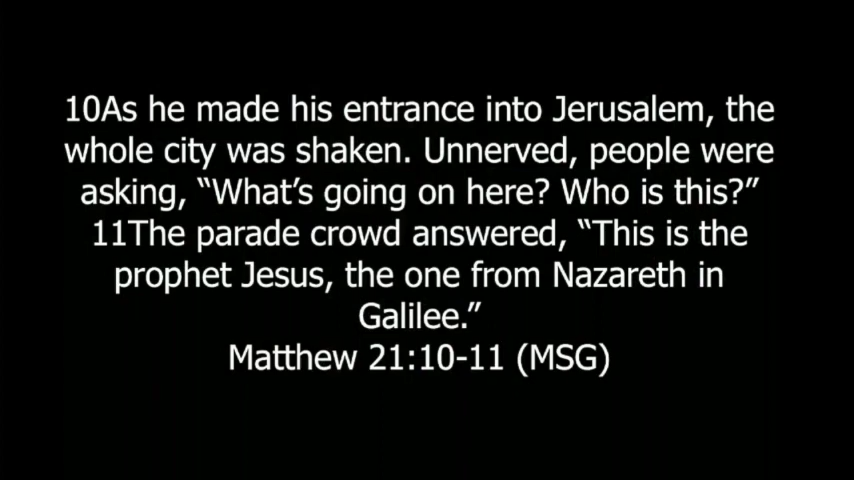 10As he made his entrance into Jerusalem, the
whole city was shaken. Unnerved, people were
asking, “What’s going on here? Who is this?”
11The parade crowd answered, “This is the
prophet Jesus, the one from Nazareth in
Galilee.”
Matthew 21:10-11 (MSG)